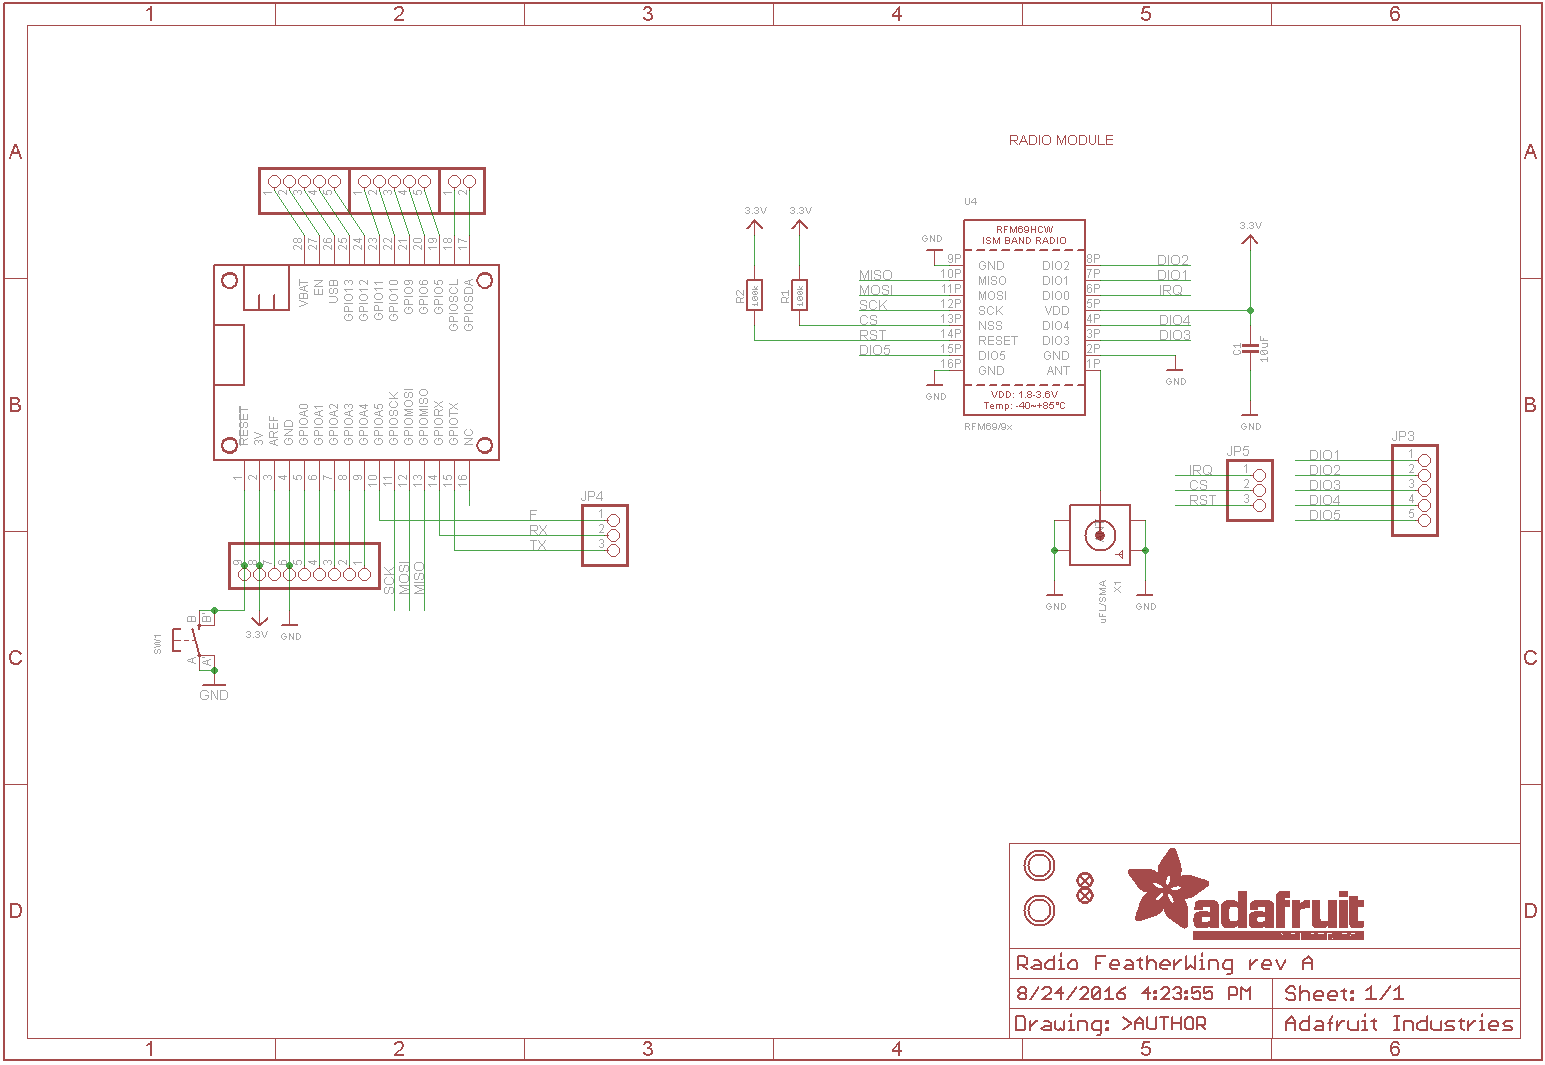 1 2 3 4 5 6
A A
RADIO MODULE
1 2 3 4 5 1 2 3 4 5 1 2
28 27 26 25 24 23 22 21 20 19 18 17
VBAT
EN
USB
GPIO13
GPIO12
GPIO11
GPIO10
GPIO9
GPIO6
GPIO5
GPIOSCL
GPIOSDA
B B
RESET
3V
AREF
GND
GPIOA0
GPIOA1
GPIOA2
GPIOA3
GPIOA4
GPIOA5
GPIOSCK
GPIOMOSI
GPIOMISO
GPIORX
GPIOTX
NC
1 2 3 4 5 6 7 8 9 10 11 12 13 14 15 16
9 8 7 6 5 4 3 2 1
SCK
MOSI
MISO
JP4
F 1
RX 2
TX 3
3.3V
GND
SW1
B B'
A A'
GND
3.3V 3.3V
R2 100k
R1 100k
U4
RFM69HCW
ISM BAND RADIO
GND 9P GND DIO2 8P DIO2
MISO 10P MISO DIO1 7P DIO1
MOSI 11P MOSI DIO0 6P IRQ
SCK 12P SCK VDD 5P
CS 13P NSS DIO4 4P DIO4
RST 14P RESET DIO3 3P DIO3
DIO5 15P DIO5 GND 2P
16P GND ANT 1P
GND
GND
VDD: 1.8-3.6V
Temp: -40~+85°C
RFM69/9x
3.3V
C1 10uF
GND
uFL/SMA X1
GND GND
JP5
IRQ 1
CS 2
RST 3
JP3
DIO1 1
DIO2 2
DIO3 3
DIO4 4
DIO5 5
C C
D D
adafruit
Radio FeatherWing rev A
8/24/2016 4:23:55 PM Sheet: 1/1
Drawing: >AUTHOR Adafruit Industries
1 2 3 4 5 6